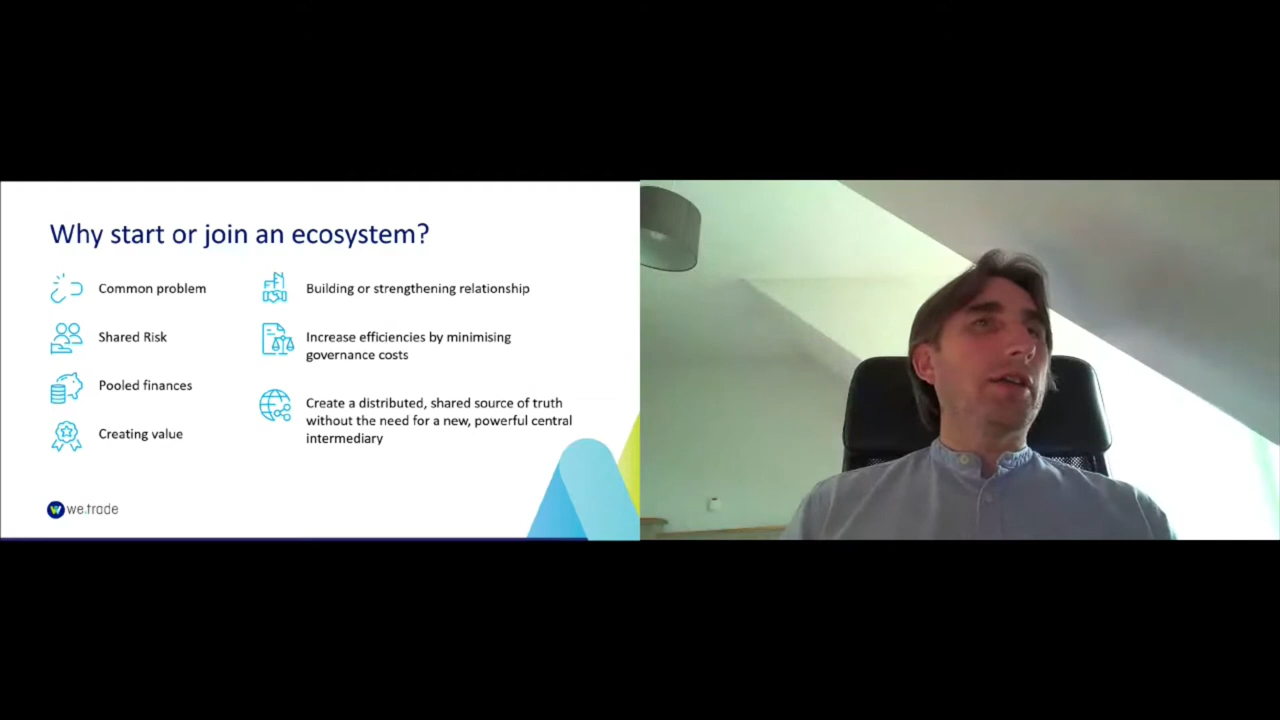 Why start or join an ecosystem?
Common problem
Shared Risk
Pooled finances
Creating value
Building or strengthening relationship
Increase efficiencies by minimising
governance costs
Create a distributed, shared source of truth
without the need for a new, powerful central
intermediary
we.trade